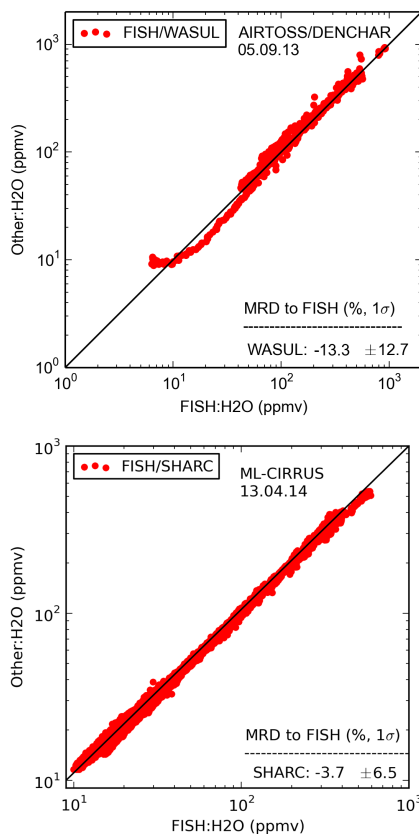 10³
FISH/WASUL
AIRTOSS/DENCHAR
05.09.13
10²
Other:H2O (ppmv)
10¹
MRD to FISH (%, 1σ)
WASUL: -13.3 ±12.7
10⁰
10⁰ 10¹ 10² 10³
FISH:H2O (ppmv)
10³
FISH/SHARC
ML-CIRRUS
13.04.14
Other:H2O (ppmv)
10²
MRD to FISH (%, 1σ)
SHARC: -3.7 ±6.5
10¹
10¹ 10² 10³
FISH:H2O (ppmv)